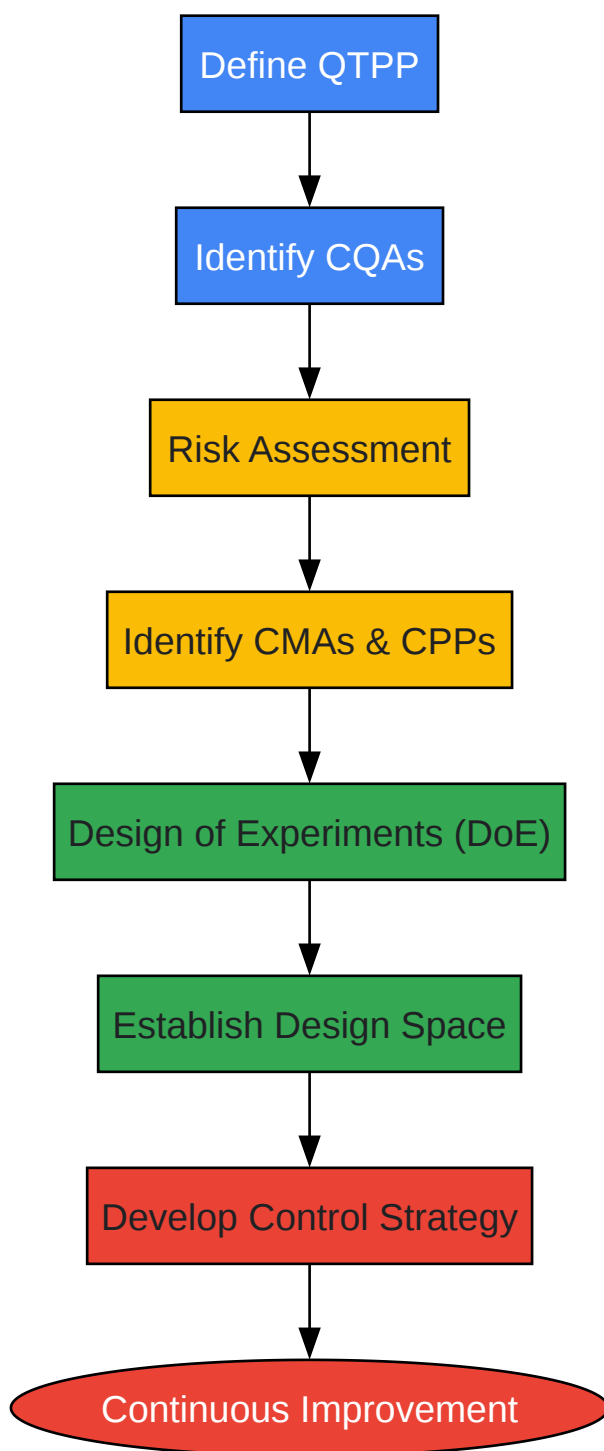 Define QTPP
Identify CQAs
Risk Assessment
Identify CMAs & CPPs
Design of Experiments (DoE)
Establish Design Space
Develop Control Strategy
Continuous Improvement